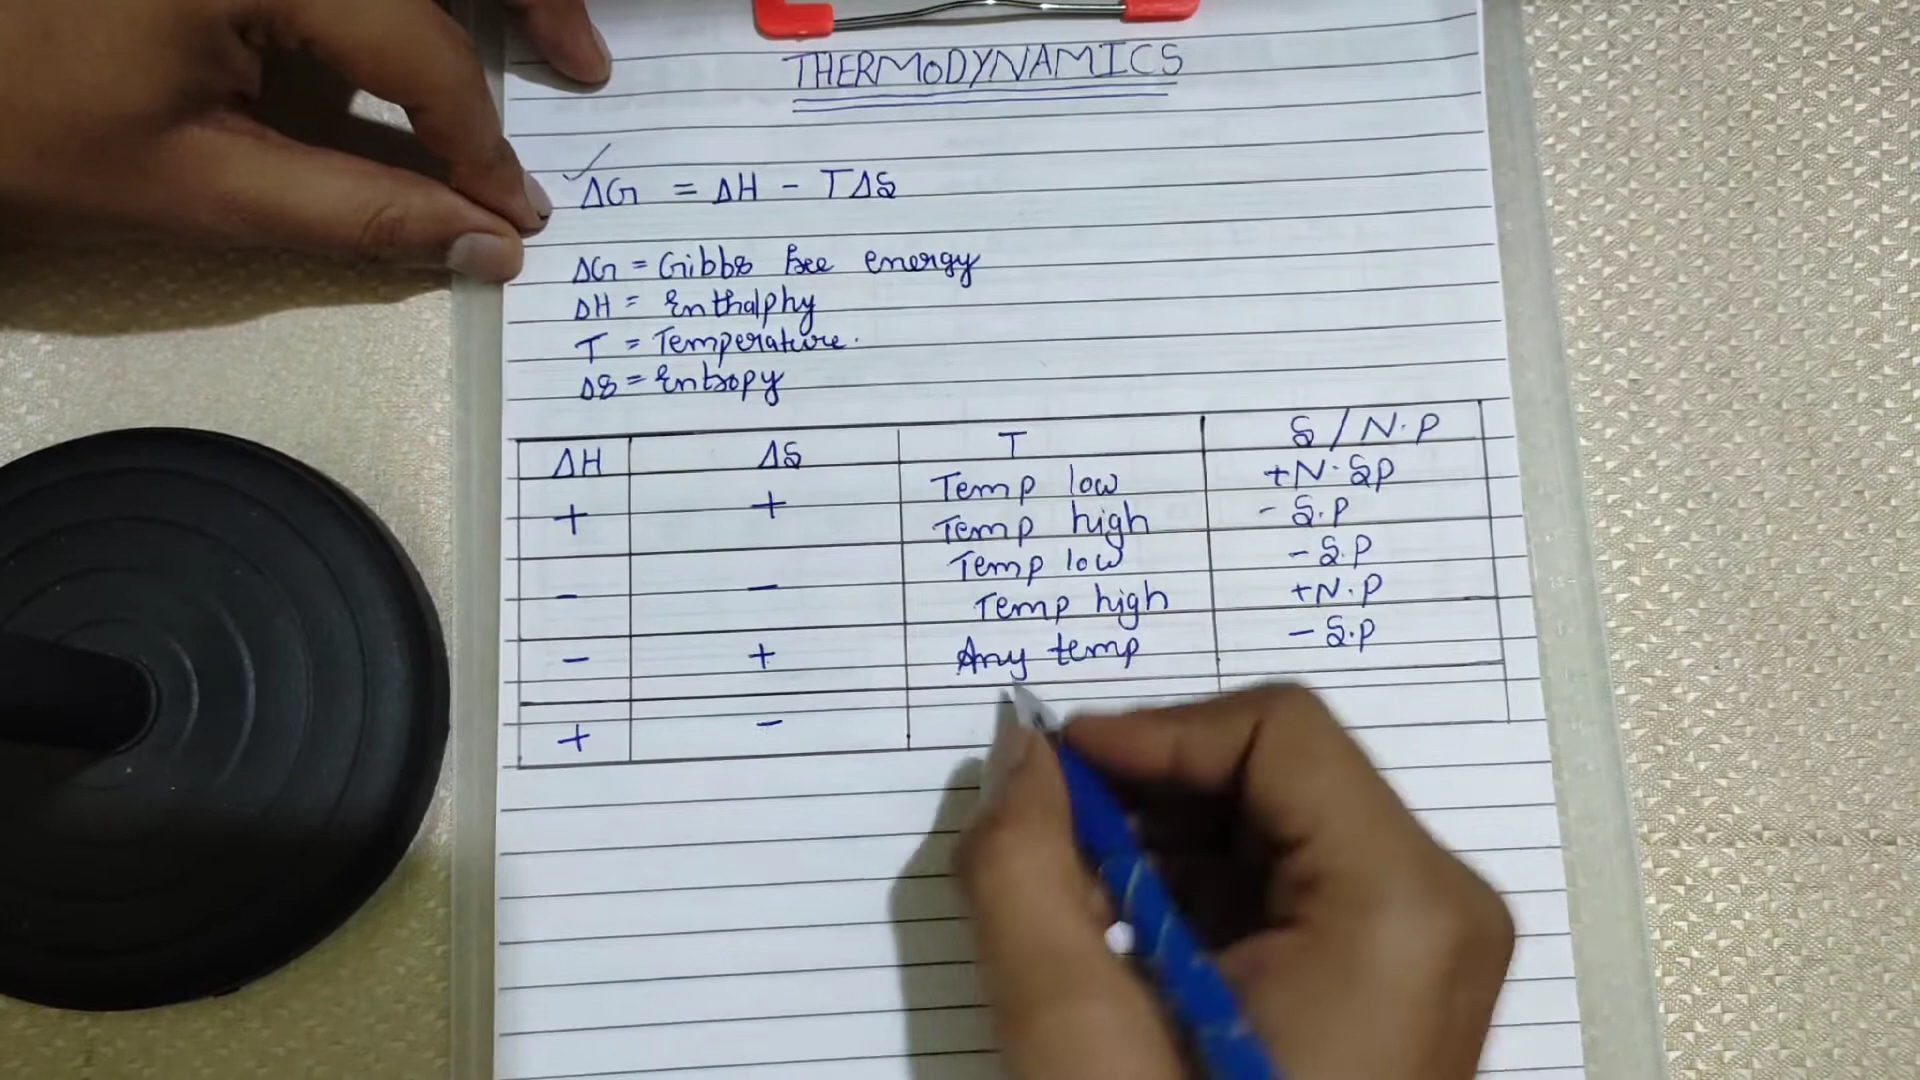 THERMODYNAMICS
ΔG = ΔH - TΔS
ΔG = Gibbs free energy
ΔH = Enthalphy
T = Temperature.
ΔS = Entropy
ΔH ΔS T S / N.P
+ + Temp low +N.SP
Temp high - S.P
- - Temp low - S.P
Temp high +N.P
- + Any temp - S.P
+ -